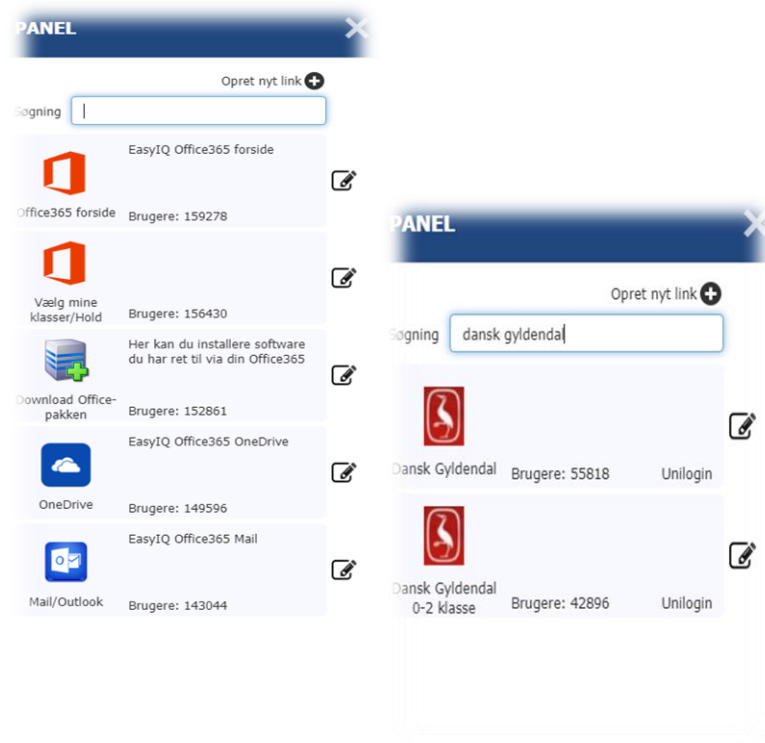 PANEL
Opret nyt link
Søgning
EasyIQ Office365 forside
Office365 forside
Brugere: 159278
Vælg mine
klasser/Hold
Brugere: 156430
Her kan du installere software
du har ret til via din Office365
Download Office-
pakken
Brugere: 152861
EasyIQ Office365 OneDrive
OneDrive
Brugere: 149596
EasyIQ Office365 Mail
Mail/Outlook
Brugere: 143044
PANEL
Opret nyt link
Søgning
dansk gyldendal
Dansk Gyldendal
Brugere: 55818
Unilogin
Dansk Gyldendal
0-2 klasse
Brugere: 42896
Unilogin